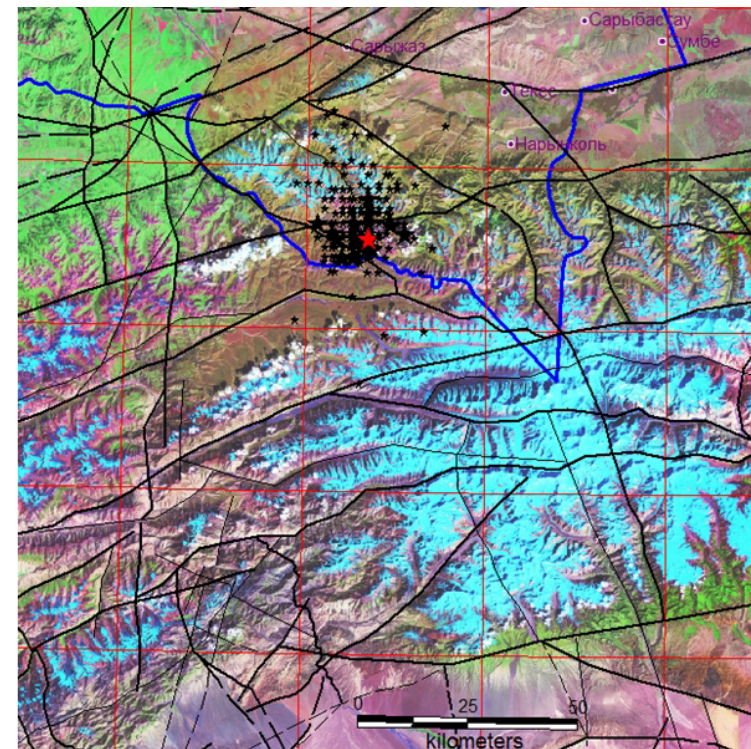 Сарыбастау
Сумбе
Сарыжаз
Текес
Нарынколь
0 25 50
kilometers